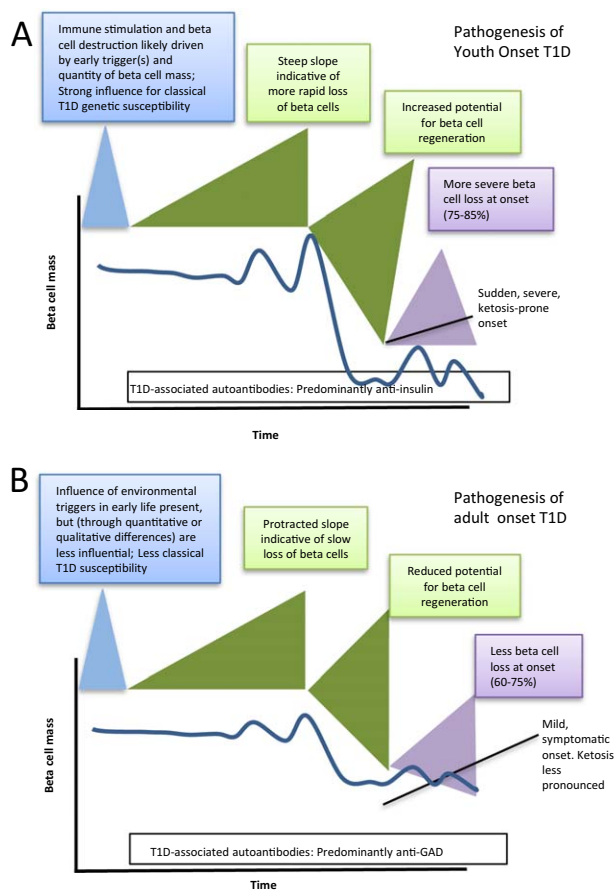 A
Immune stimulation and beta
cell destruction likely driven
by early trigger(s) and
quantity of beta cell mass;
Strong influence for classical
T1D genetic susceptibility
Steep slope
indicative of
more rapid loss
of beta cells
Pathogenesis of
Youth Onset T1D
Increased potential
for beta cell
regeneration
More severe beta
cell loss at onset
(75-85%)
Sudden, severe,
ketosis-prone
onset
Beta cell mass
T1D-associated autoantibodies: Predominantly anti-insulin
Time
B
Influence of environmental
triggers in early life present,
but (through quantitative or
qualitative differences) are
less influential; Less classical
T1D susceptibility
Protracted slope
indicative of slow
loss of beta cells
Pathogenesis of
adult onset T1D
Reduced potential
for beta cell
regeneration
Less beta cell
loss at onset
(60-75%)
Mild,
symptomatic
onset. Ketosis
less
pronounced
Beta cell mass
T1D-associated autoantibodies: Predominantly anti-GAD
Time